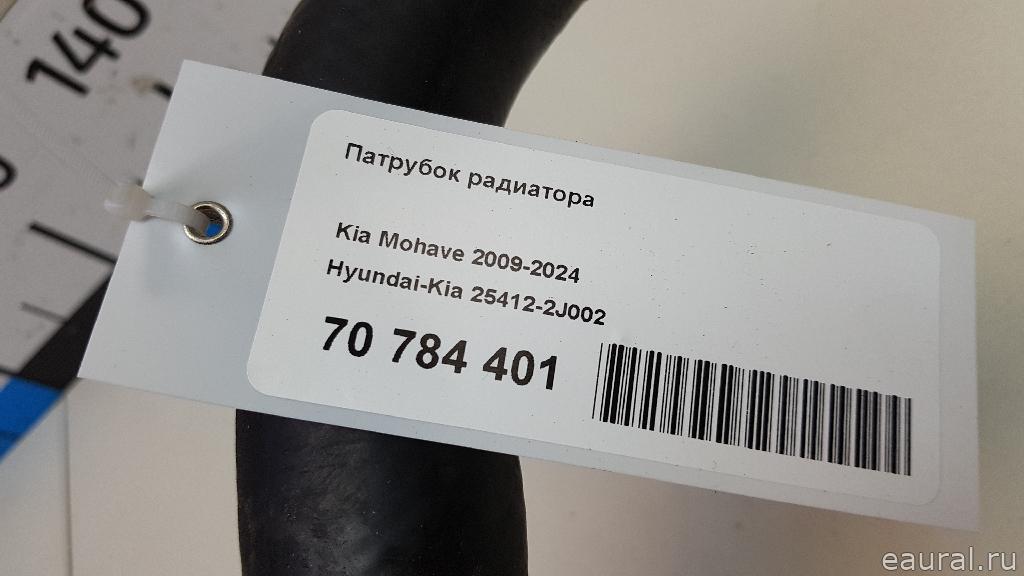 140
Патрубок радиатора
Kia Mohave 2009-2024
Hyundai-Kia 25412-2J002
70 784 401
eaural.ru